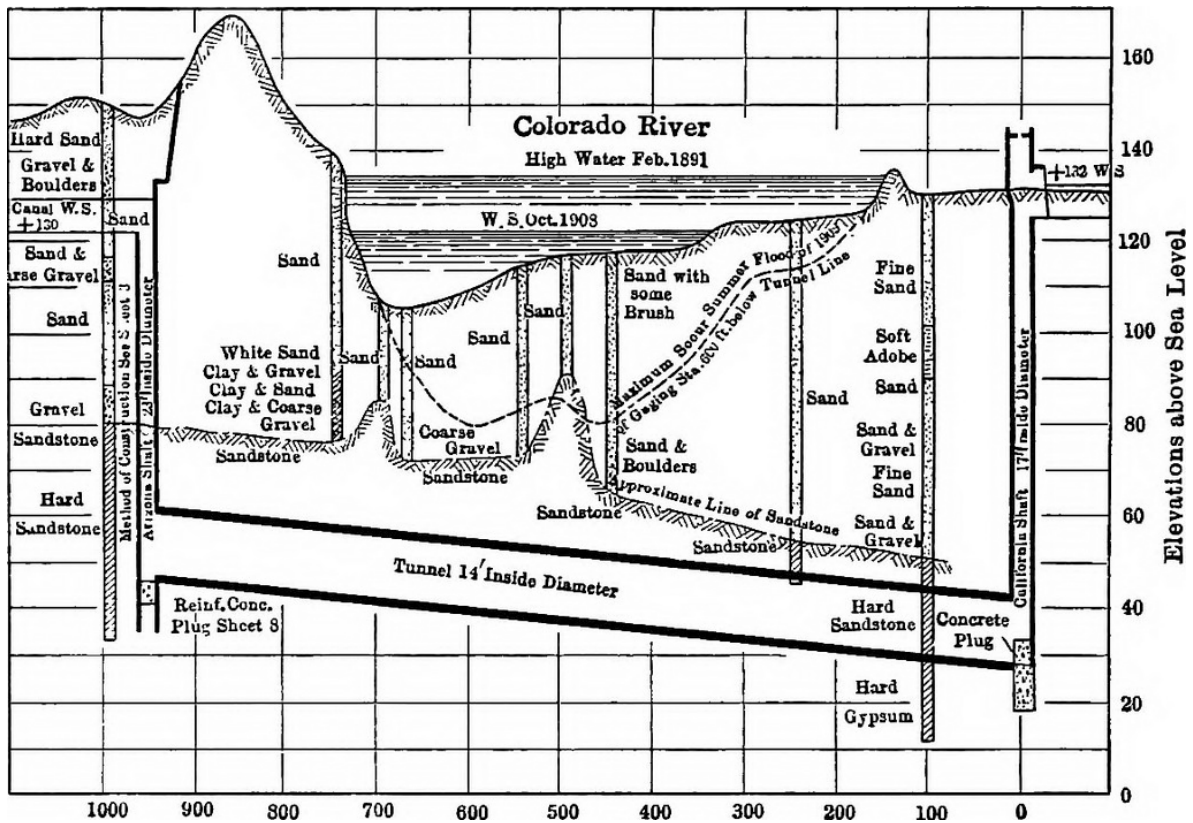 Colorado River
High Water Feb. 1891
W. S. Oct. 1908
Hard Sand
Gravel &
Boulders
Canal W.S.
+130
Sand
Sand &
arse Gravel
Sand
Gravel
Sandstone
Hard
Sandstone
Method of Construction See Sheet 3
Arizona Shaft 23' Inside Diameter
Reinf. Conc.
Plug Sheet 8
Sand
White Sand
Clay & Gravel
Clay & Sand
Clay & Coarse
Gravel
Sandstone
Sand
Sand
Coarse
Gravel
Sandstone
Sand
Sand
Sand with
some
Brush
Sand &
Boulders
Sandstone
Maximum Scour Summer Flood of 1909
of Gaging Sta. 600 ft. below Tunnel Line
Approximate Line of Sandstone
Sandstone
Sand
Fine
Sand
Soft
Adobe
Sand
Sand &
Gravel
Fine
Sand
Sand &
Gravel
Tunnel 14' Inside Diameter
Hard
Sandstone
Hard
Gypsum
Concrete
Plug
California Shaft 17' Inside Diameter
+132 W S
160
140
120
100
80
60
40
20
0
Elevations above Sea Level
1000 900 800 700 600 500 400 300 200 100 0